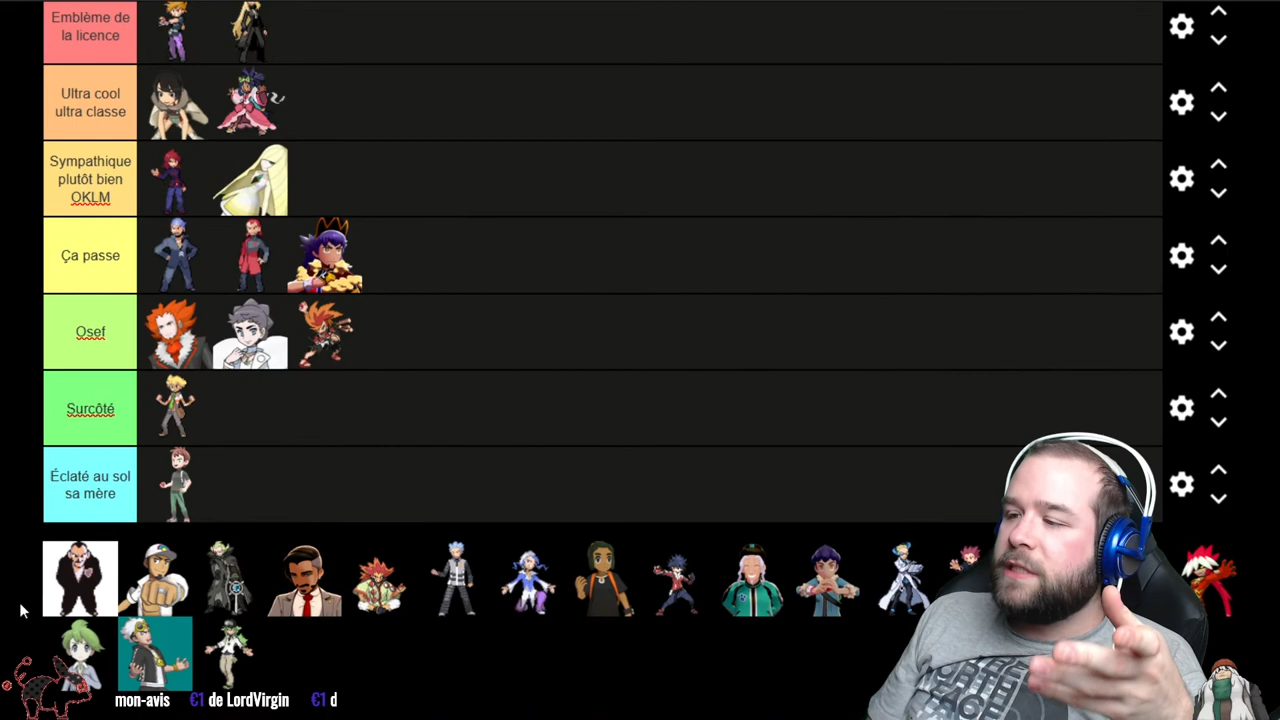 Emblème de
la licence
Ultra cool
ultra classe
Sympathique
plutôt bien
OKLM
Ça passe
Osef
Surcôté
Éclaté au sol
sa mère
mon-avis €1 de LordVirgin €1 d